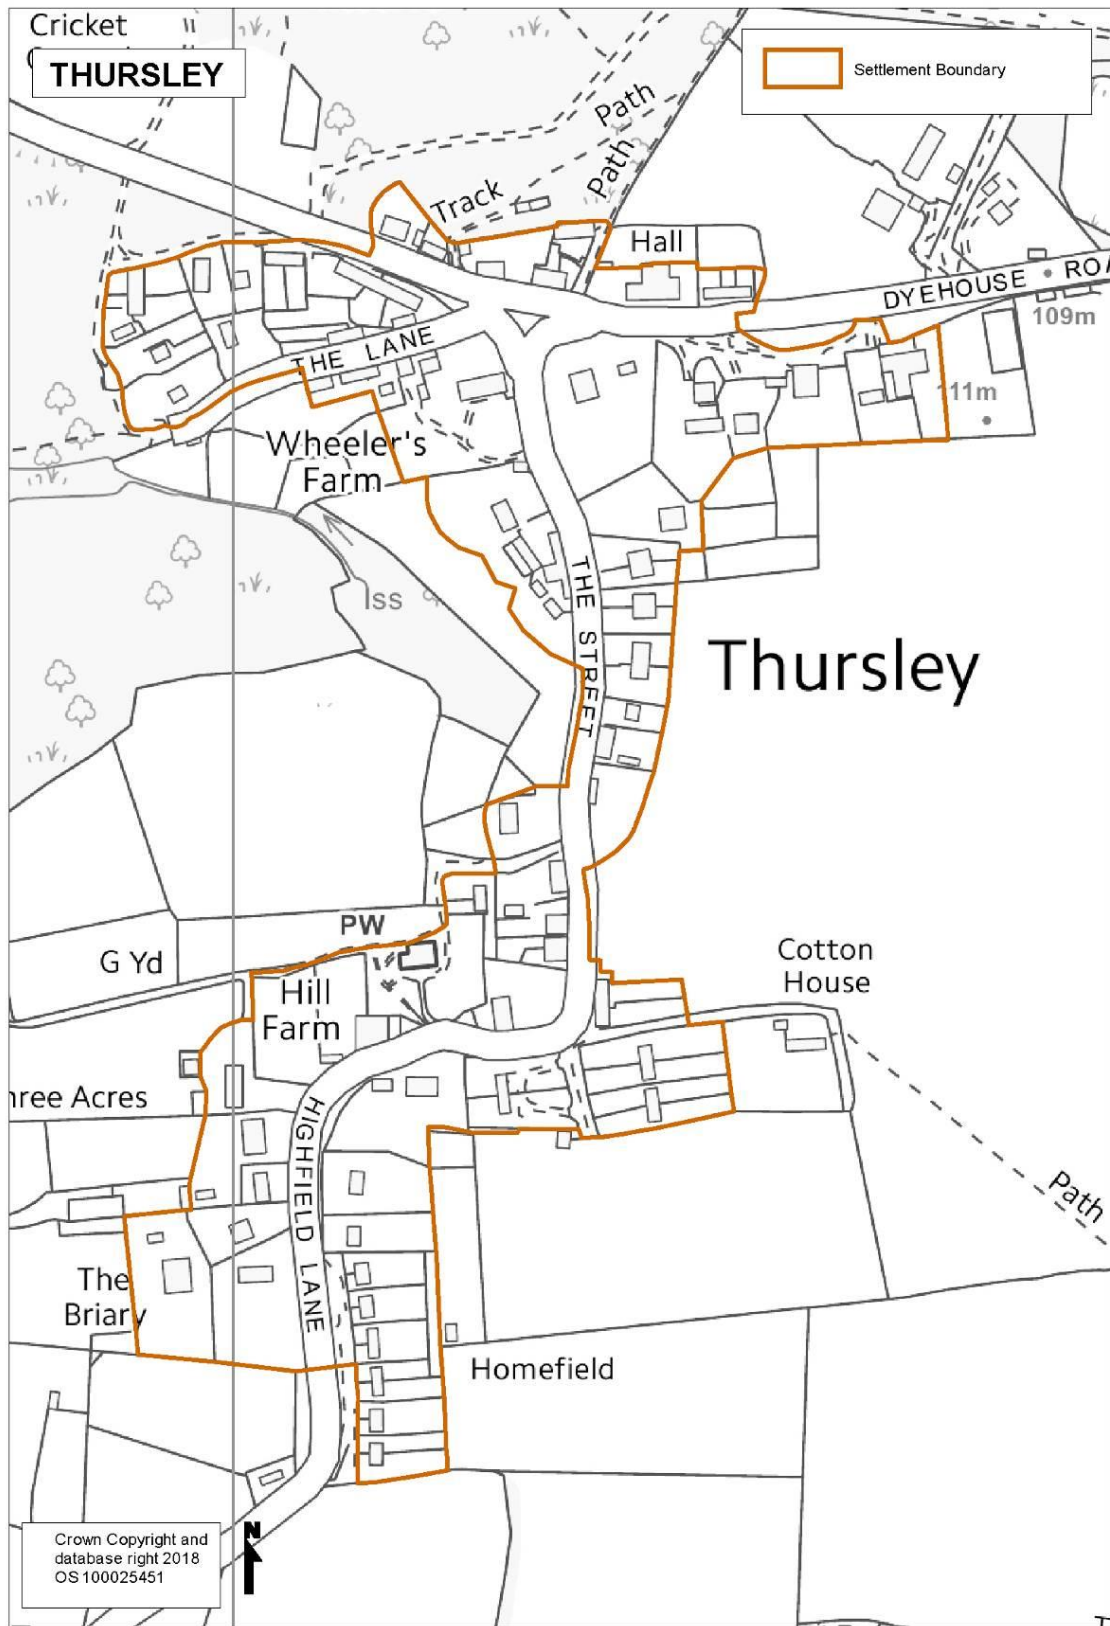 Cricket
THURSLEY
Settlement Boundary
Path
Path
Track
Hall
DYEHOUSE ROA
109m
THE LANE
111m
Wheeler's
Farm
THE STREET
Iss
Thursley
PW
G Yd
Cotton
House
Hill
Farm
hree Acres
HIGHFIELD LANE
Path
The
Briary
Homefield
Crown Copyright and
database right 2018
OS 100025451
N